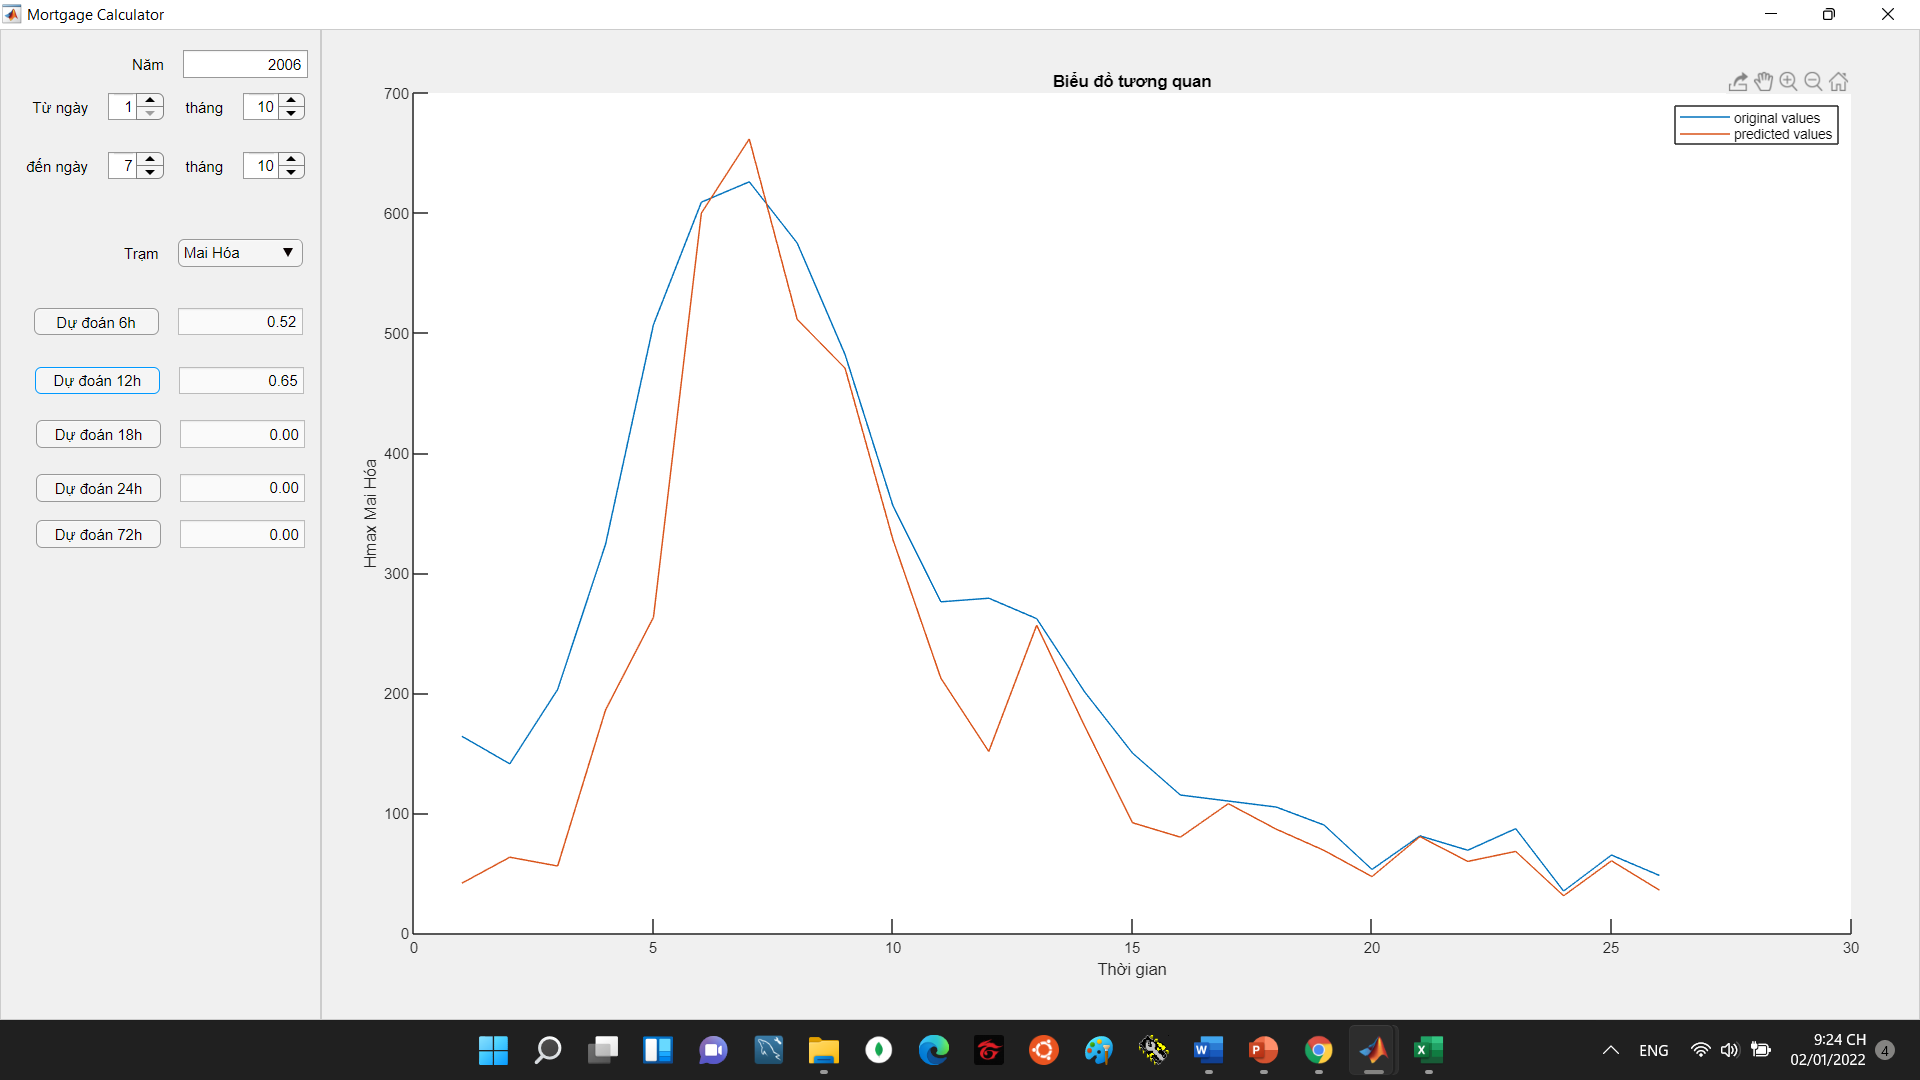 Mortgage Calculator
Năm 2006
Từ ngày 1 tháng 10
đến ngày 7 tháng 10
Trạm Mai Hóa
Dự đoán 6h 0.52
Dự đoán 12h 0.65
Dự đoán 18h 0.00
Dự đoán 24h 0.00
Dự đoán 72h 0.00
Biểu đồ tương quan
original values
predicted values
700
600
500
400
300
200
100
0
Hmax Mai Hóa
0 5 10 15 20 25 30
Thời gian
ENG
9:24 CH
02/01/2022
4